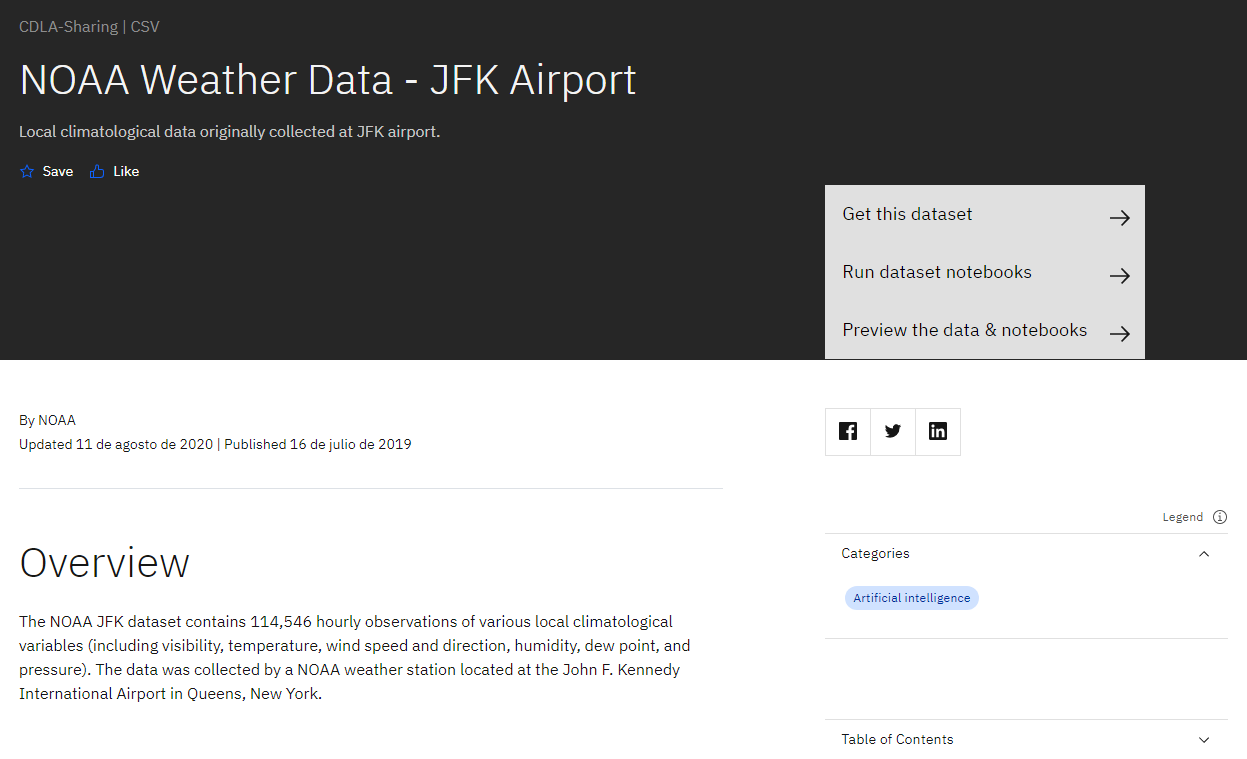 CDLA-Sharing | CSV
NOAA Weather Data - JFK Airport
Local climatological data originally collected at JFK airport.
Save Like
Get this dataset
Run dataset notebooks
Preview the data & notebooks
By NOAA
Updated 11 de agosto de 2020 | Published 16 de julio de 2019
Overview
The NOAA JFK dataset contains 114,546 hourly observations of various local climatological
variables (including visibility, temperature, wind speed and direction, humidity, dew point, and
pressure). The data was collected by a NOAA weather station located at the John F. Kennedy
International Airport in Queens, New York.
Legend
Categories
Artificial intelligence
Table of Contents